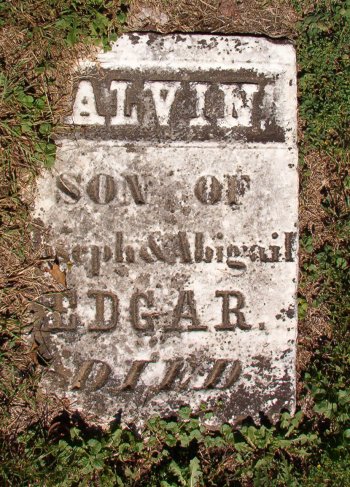 ALVIN
SON OF
Joseph & Abigail
EDGAR.
DIED